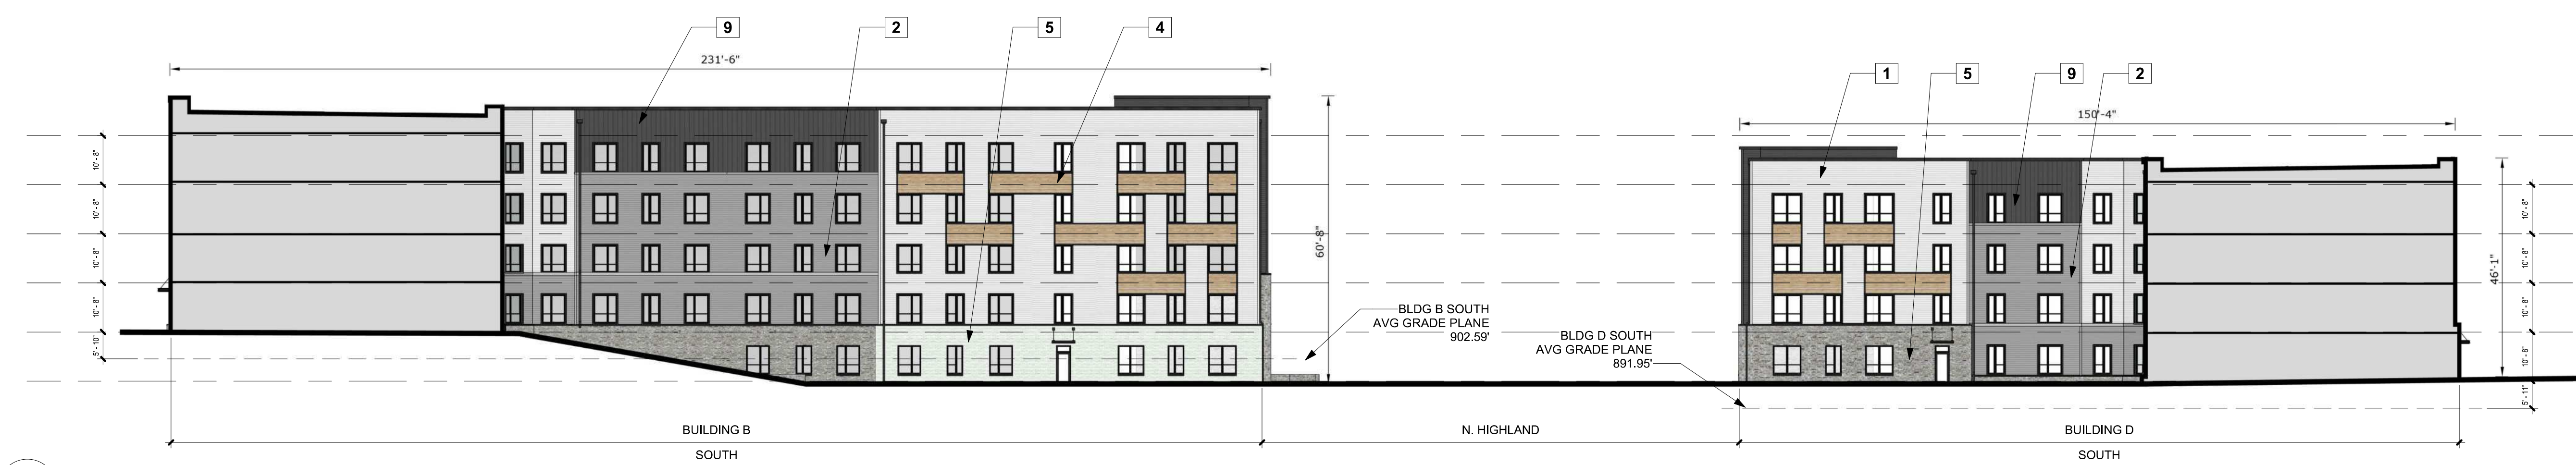 9
2
5
4
231'-6"
1
5
9
2
150'-4"
10' - 8"
10' - 8"
10' - 8"
10' - 8"
5' - 10"
60'-8"
BLDG B SOUTH
AVG GRADE PLANE
902.59'
BLDG D SOUTH
AVG GRADE PLANE
891.95'
46'-1"
10' - 8"
10' - 8"
10' - 8"
10' - 8"
5' - 11"
BUILDING B
N. HIGHLAND
BUILDING D
SOUTH
SOUTH